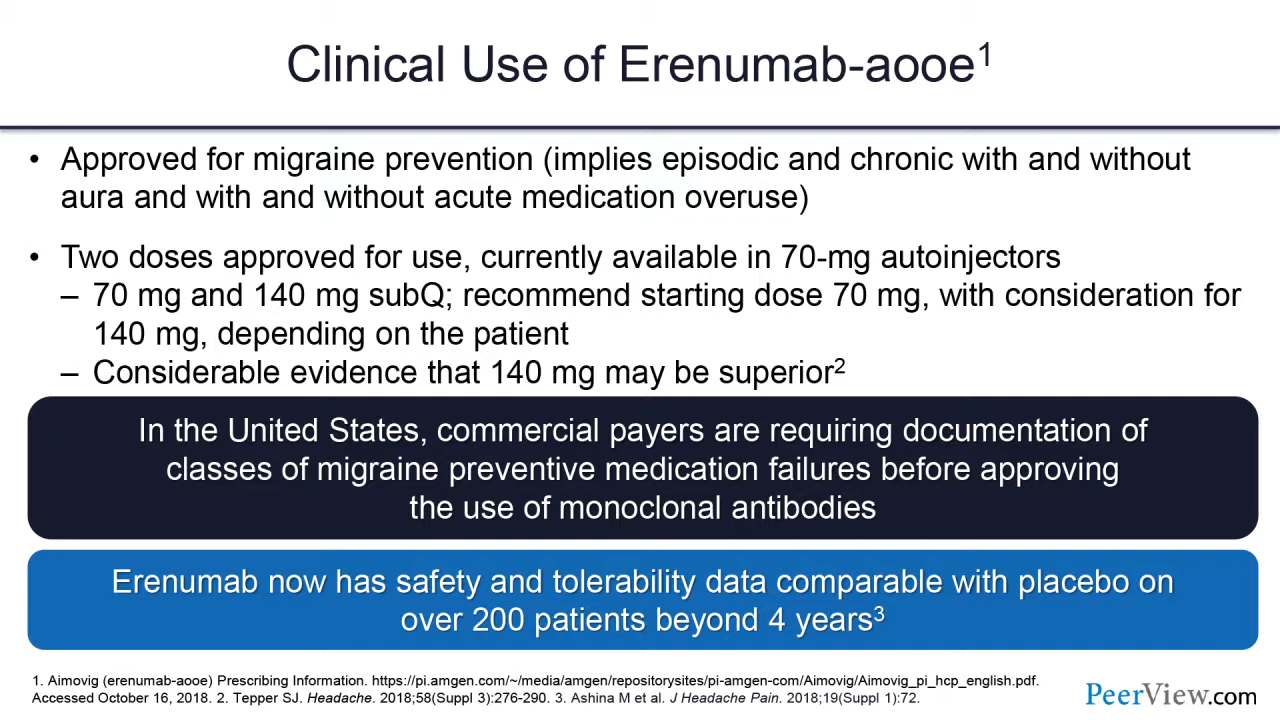 Clinical Use of Erenumab-aooe¹
• Approved for migraine prevention (implies episodic and chronic with and without
aura and with and without acute medication overuse)
• Two doses approved for use, currently available in 70-mg autoinjectors
– 70 mg and 140 mg subQ; recommend starting dose 70 mg, with consideration for
140 mg, depending on the patient
– Considerable evidence that 140 mg may be superior²
In the United States, commercial payers are requiring documentation of
classes of migraine preventive medication failures before approving
the use of monoclonal antibodies
Erenumab now has safety and tolerability data comparable with placebo on
over 200 patients beyond 4 years³
1. Aimovig (erenumab-aooe) Prescribing Information. https://pi.amgen.com/~/media/amgen/repositorysites/pi-amgen-com/Aimovig/Aimovig_pi_hcp_english.pdf.
Accessed October 16, 2018. 2. Tepper SJ. Headache. 2018;58(Suppl 3):276-290. 3. Ashina M et al. J Headache Pain. 2018;19(Suppl 1):72.
PeerView.com